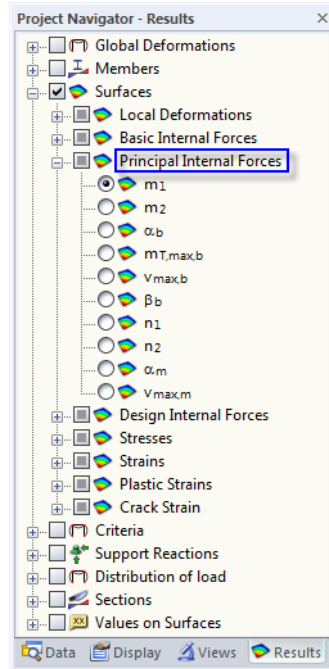 Project Navigator - Results
Global Deformations
Members
Surfaces
Local Deformations
Basic Internal Forces
Principal Internal Forces
m1
m2
αb
mT,max,b
vmax,b
βb
n1
n2
αm
vmax,m
Design Internal Forces
Stresses
Strains
Plastic Strains
Crack Strain
Criteria
Support Reactions
Distribution of load
Sections
xx Values on Surfaces
Data Display Views Results